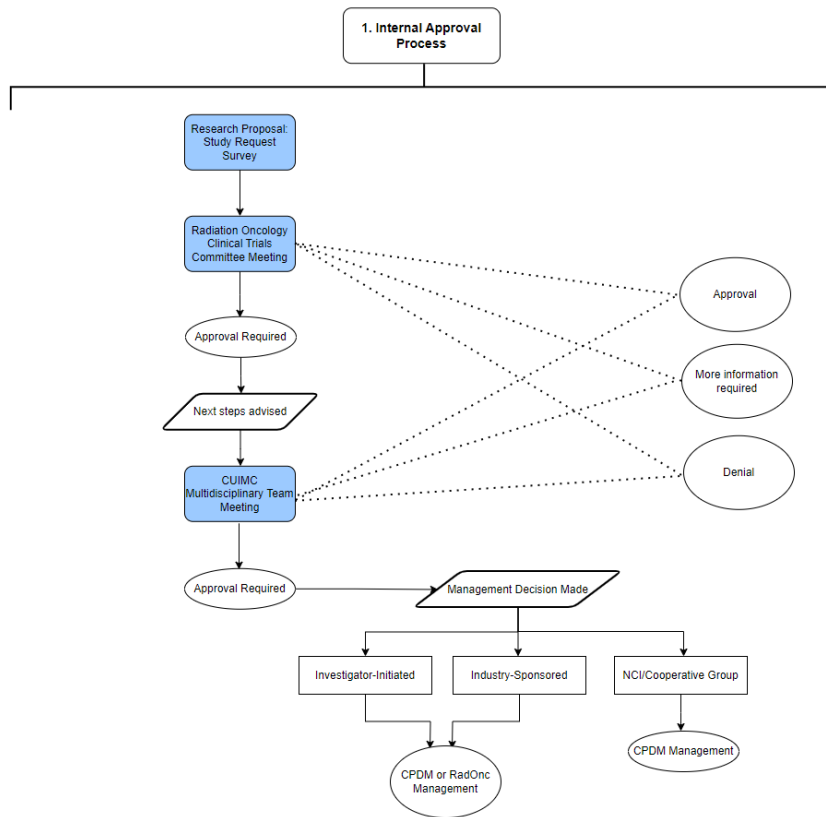 1. Internal Approval
Process
Research Proposal:
Study Request
Survey
Radiation Oncology
Clinical Trials
Committee Meeting
Approval
Approval Required
More information
required
Next steps advised
Denial
CUIMC
Multidisciplinary Team
Meeting
Approval Required
Management Decision Made
Investigator-Initiated
Industry-Sponsored
NCI/Cooperative Group
CPDM or RadOnc
Management
CPDM Management